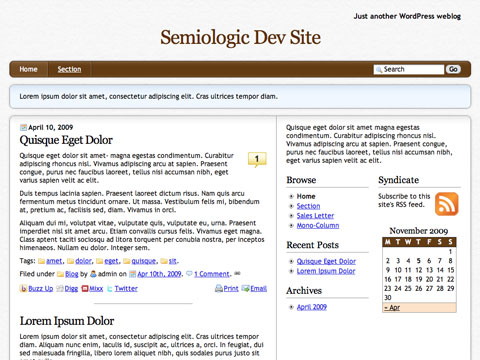 Just another WordPress weblog
Semiologic Dev Site
Home Section Search Go
Lorem ipsum dolor sit amet, consectetur adipiscing elit. Cras ultrices tempor diam.
April 10, 2009
Quisque Eget Dolor
Quisque eget dolor sit amet- magna egestas condimentum. Curabitur
adipiscing rhoncus nisl. Vivamus adipiscing arcu at sapien. Praesent
congue, purus nec faucibus laoreet, tellus nisi accumsan nibh, eget
varius sapien velit ac elit.
1
Duis tempus lacinia sapien. Praesent laoreet dictum risus. Nam quis arcu
fermentum metus tincidunt ornare. Ut massa. Vestibulum felis mi, bibendum
at, pretium ac, facilisis sed, diam. Vivamus in orci.
Aliquam dui mi, volutpat vitae, vulputate quis, vulputate eu, urna. Praesent
imperdiet nisl sit amet arcu. Etiam convallis cursus felis. Vivamus eget magna.
Class aptent taciti sociosqu ad litora torquent per conubia nostra, per inceptos
himenaeos. Nullam eu dolor. Integer sem.
Tags: amet, dolor, eget, quisque, sit.
Filed under Blog by admin on Apr 10th, 2009. 1 Comment.
Buzz Up Digg Mixx Twitter Print Email
Lorem Ipsum Dolor
Lorem ipsum dolor sit amet, consectetur adipiscing elit. Cras ultrices tempor
diam. Aliquam nunc enim, iaculis id, suscipit ac, ultrices a, orci. In feugiat, dui
sed malesuada fringilla, libero lorem aliquet nibh, quis sodales purus justo sit
Quisque eget dolor sit amet magna egestas condimentum.
Curabitur adipiscing rhoncus nisl. Vivamus adipiscing
arcu at sapien. Praesent congue,
purus nec faucibus laoreet, tellus nisi accumsan nibh,
eget varius sapien velit ac elit.
Browse
Home
Section
Sales Letter
Mono-Column
Recent Posts
Quisque Eget Dolor
Lorem Ipsum Dolor
Archives
April 2009
Syndicate
Subscribe to this
site's RSS feed.
November 2009
M T W T F S S
1
2 3 4 5 6 7 8
9 10 11 12 13 14 15
16 17 18 19 20 21 22
23 24 25 26 27 28 29
30
« Apr